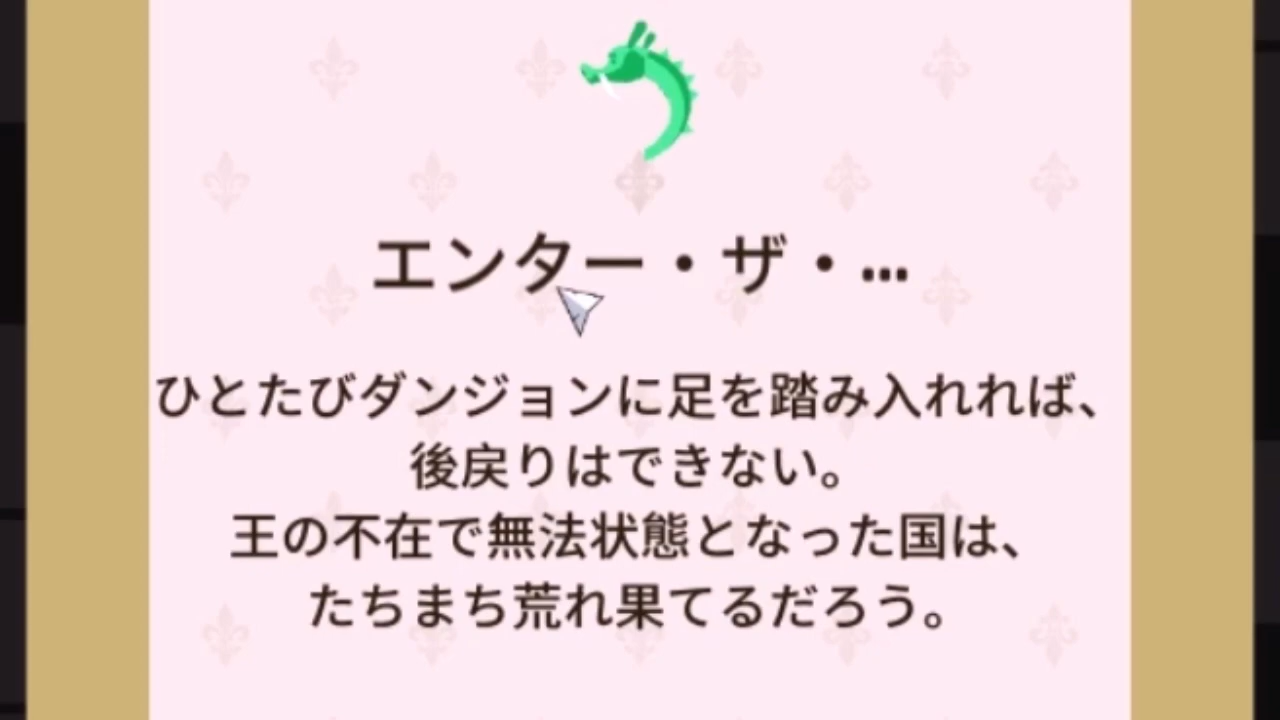 エンター・ザ・…
ひとたびダンジョンに足を踏み入れれば、
後戻りはできない。
王の不在で無法状態となった国は、
たちまち荒れ果てるだろう。